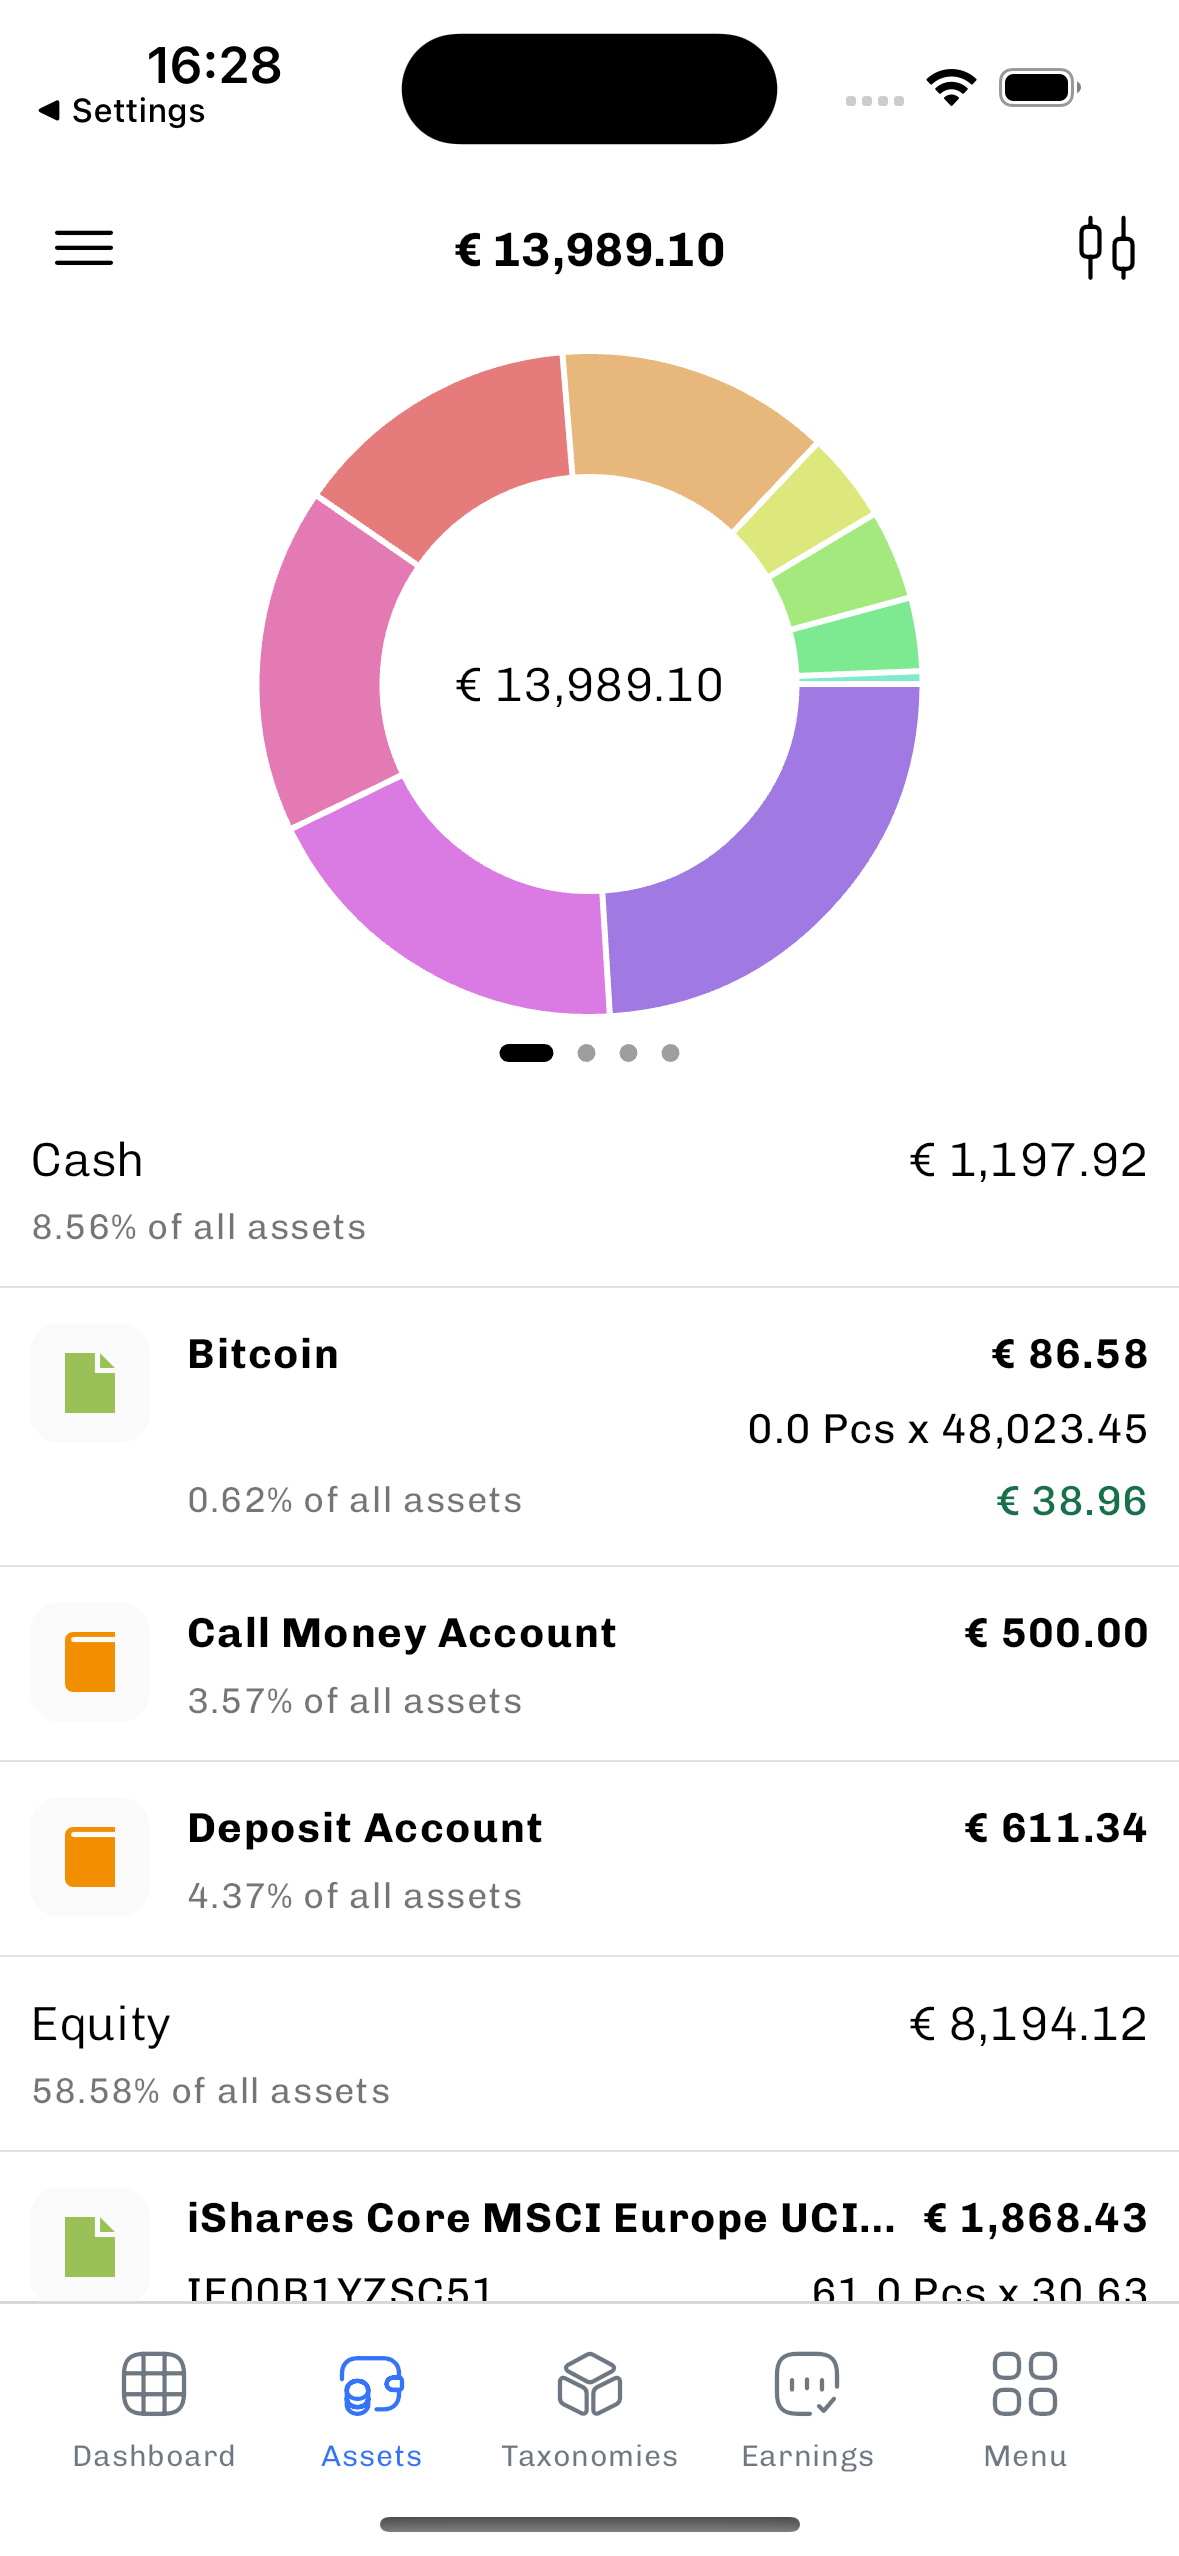 16:28
Settings
€ 13,989.10
€ 13,989.10
Cash
€ 1,197.92
8.56% of all assets
Bitcoin
€ 86.58
0.0 Pcs x 48,023.45
0.62% of all assets
€ 38.96
Call Money Account
€ 500.00
3.57% of all assets
Deposit Account
€ 611.34
4.37% of all assets
Equity
€ 8,194.12
58.58% of all assets
iShares Core MSCI Europe UCI...
€ 1,868.43
IE00B1YZSC51
61.0 Pcs x 30.63
Dashboard
Assets
Taxonomies
Earnings
Menu